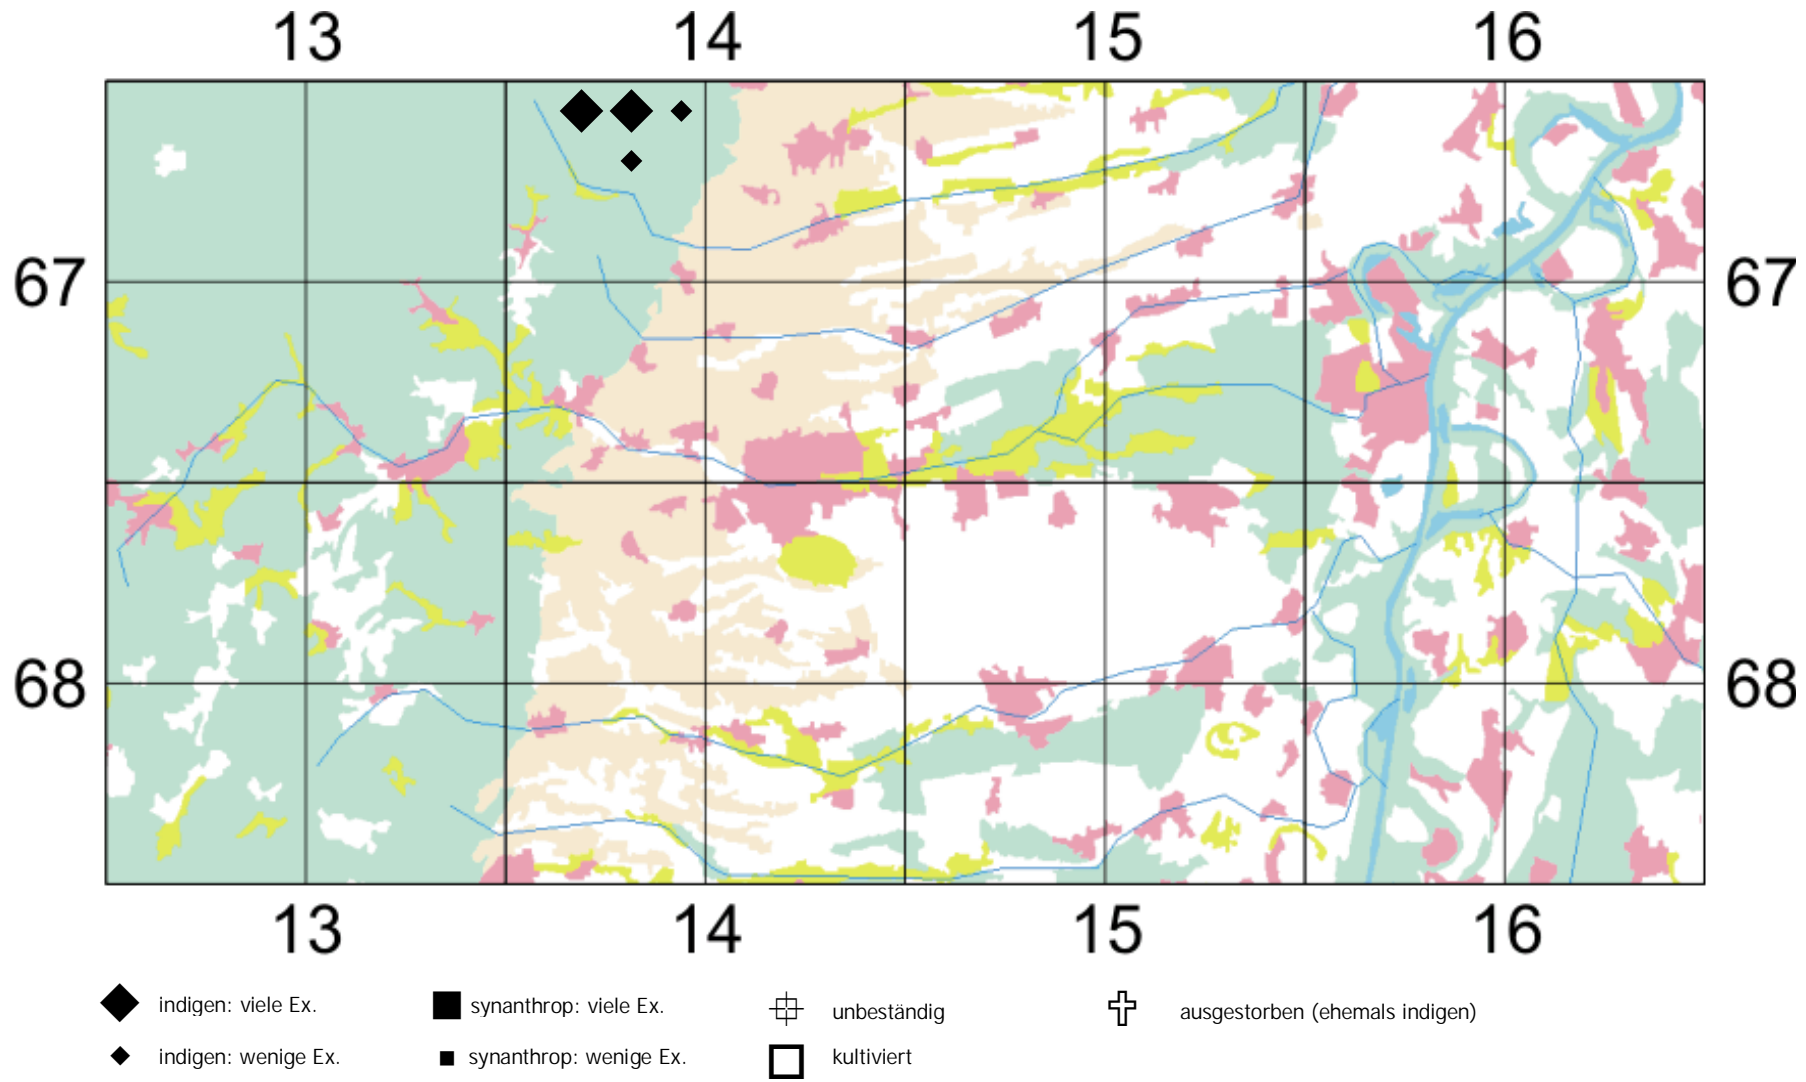 13 14 15 16
67 67
68 68
13 14 15 16
indigen: viele Ex. synanthrop: viele Ex. unbeständig ausgestorben (ehemals indigen)
indigen: wenige Ex. synanthrop: wenige Ex. kultiviert